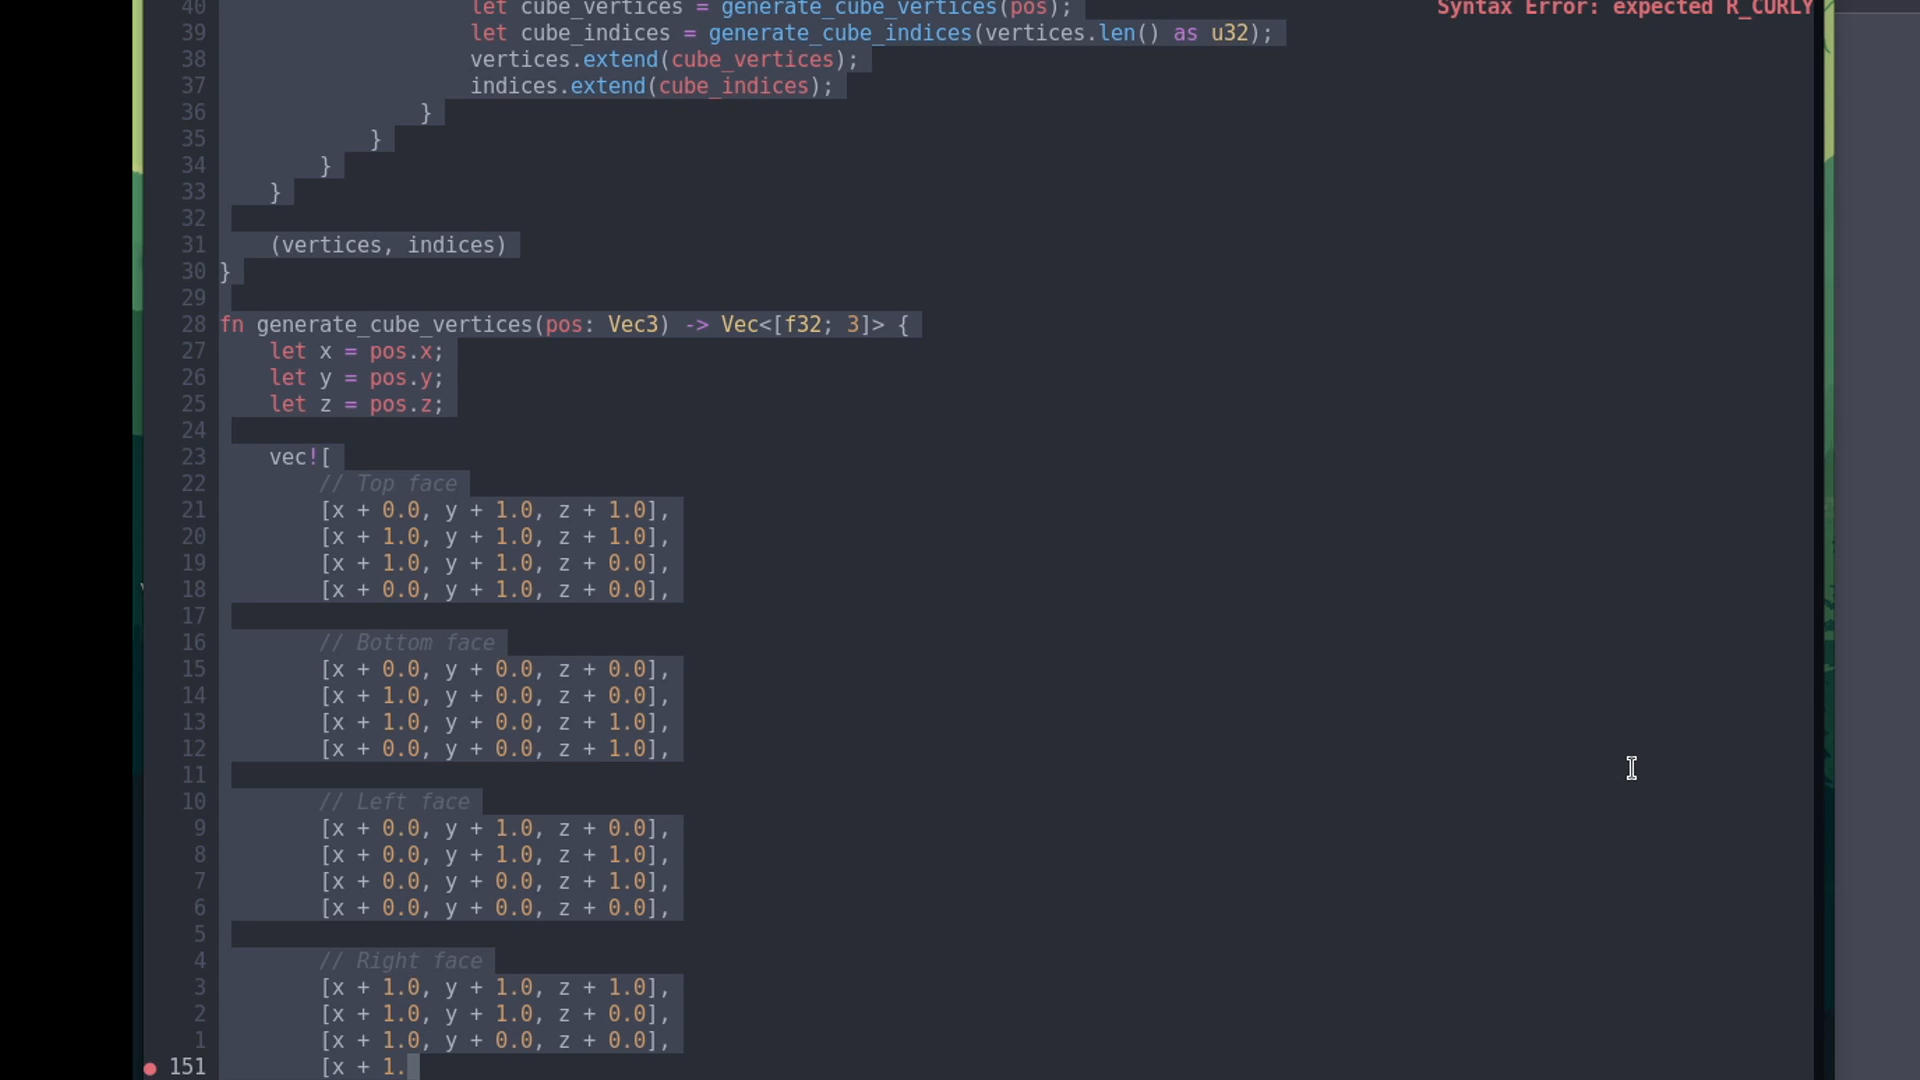 40 let cube_vertices = generate_cube_vertices(pos); Syntax Error: expected R_CURLY
39 let cube_indices = generate_cube_indices(vertices.len() as u32);
38 vertices.extend(cube_vertices);
37 indices.extend(cube_indices);
36 }
35 }
34 }
33 }
32
31 (vertices, indices)
30 }
29
28 fn generate_cube_vertices(pos: Vec3) -> Vec<[f32; 3]> {
27 let x = pos.x;
26 let y = pos.y;
25 let z = pos.z;
24
23 vec![
22 // Top face
21 [x + 0.0, y + 1.0, z + 1.0],
20 [x + 1.0, y + 1.0, z + 1.0],
19 [x + 1.0, y + 1.0, z + 0.0],
18 [x + 0.0, y + 1.0, z + 0.0],
17
16 // Bottom face
15 [x + 0.0, y + 0.0, z + 0.0],
14 [x + 1.0, y + 0.0, z + 0.0],
13 [x + 1.0, y + 0.0, z + 1.0],
12 [x + 0.0, y + 0.0, z + 1.0],
11
10 // Left face
9 [x + 0.0, y + 1.0, z + 0.0],
8 [x + 0.0, y + 1.0, z + 1.0],
7 [x + 0.0, y + 0.0, z + 1.0],
6 [x + 0.0, y + 0.0, z + 0.0],
5
4 // Right face
3 [x + 1.0, y + 1.0, z + 1.0],
2 [x + 1.0, y + 1.0, z + 0.0],
1 [x + 1.0, y + 0.0, z + 0.0],
151 [x + 1.